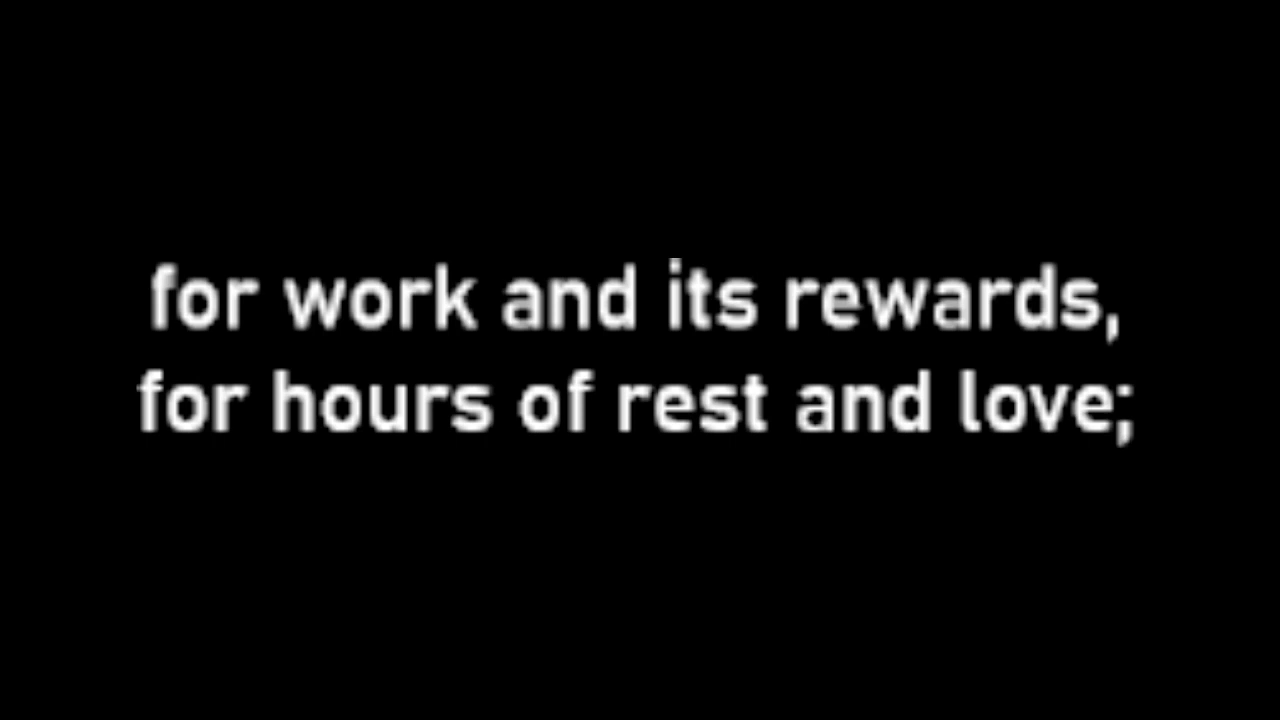 for work and its rewards,
for hours of rest and love;